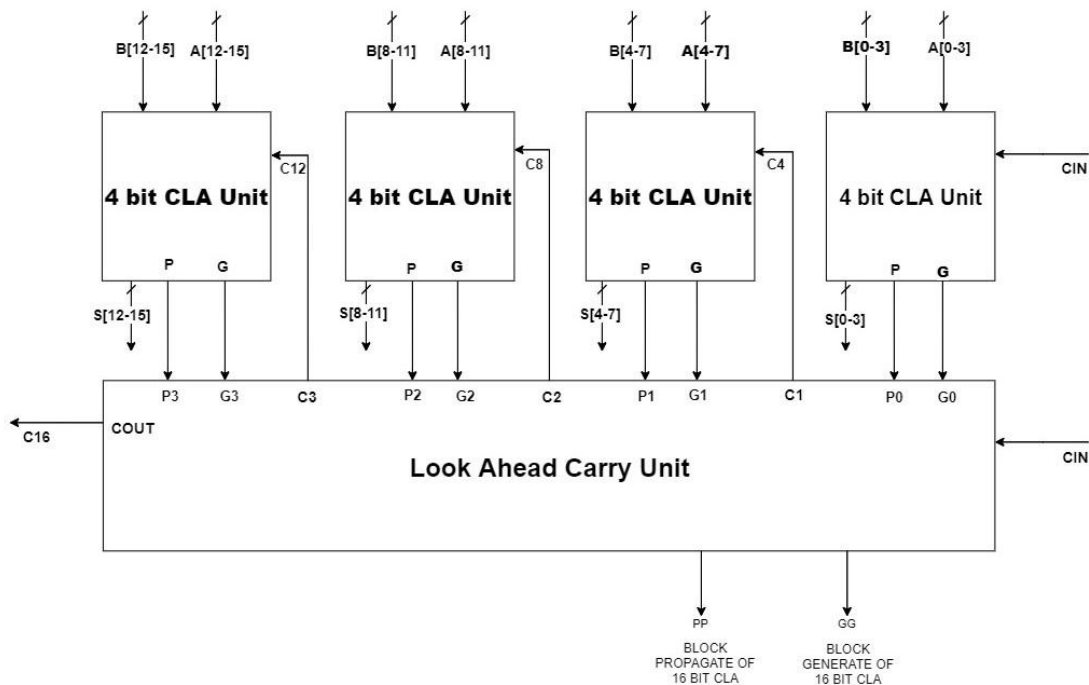 B[12-15] A[12-15] B[8-11] A[8-11] B[4-7] A[4-7] B[0-3] A[0-3]
C12 C8 C4 CIN
4 bit CLA Unit 4 bit CLA Unit 4 bit CLA Unit 4 bit CLA Unit
P G P G P G P G
S[12-15] S[8-11] S[4-7] S[0-3]
P3 G3 C3 P2 G2 C2 P1 G1 C1 P0 G0
COUT
C16 CIN
Look Ahead Carry Unit
PP GG
BLOCK BLOCK
PROPAGATE OF GENERATE OF
16 BIT CLA 16 BIT CLA